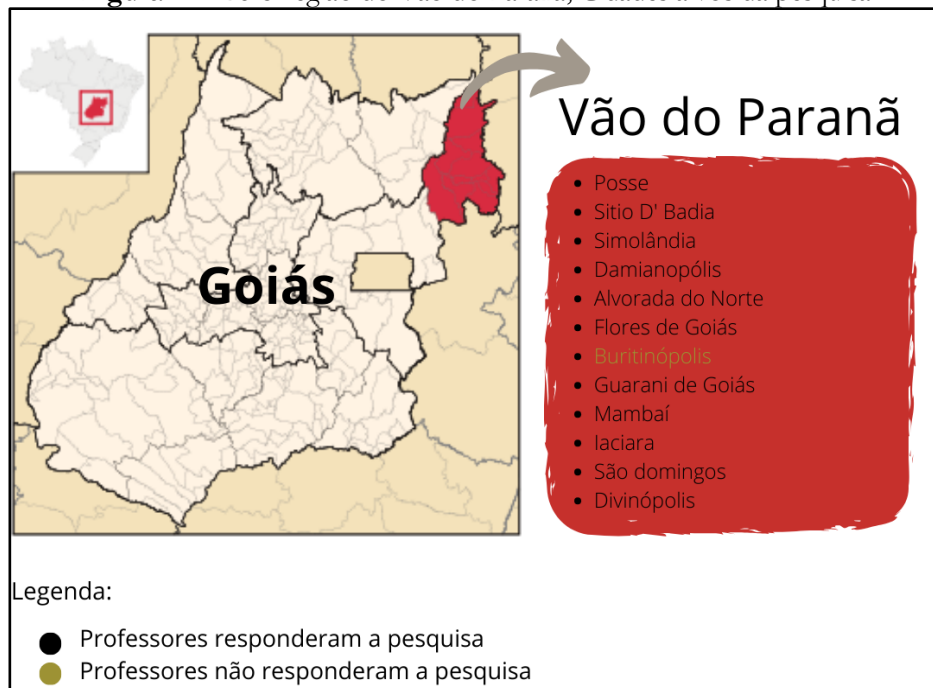 Vão do Paranã
Goiás
Posse
Sitio D' Badia
Simolândia
Damianopólis
Alvorada do Norte
Flores de Goiás
Buritinópolis
Guarani de Goiás
Mambaí
Iaciara
São domingos
Divinópolis
Legenda:
Professores responderam a pesquisa
Professores não responderam a pesquisa